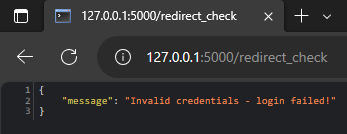 127.0.0.1:5000/redirect_check
127.0.0.1:5000/redirect_check
1 {
2 "message": "Invalid credentials - login failed!"
3 }